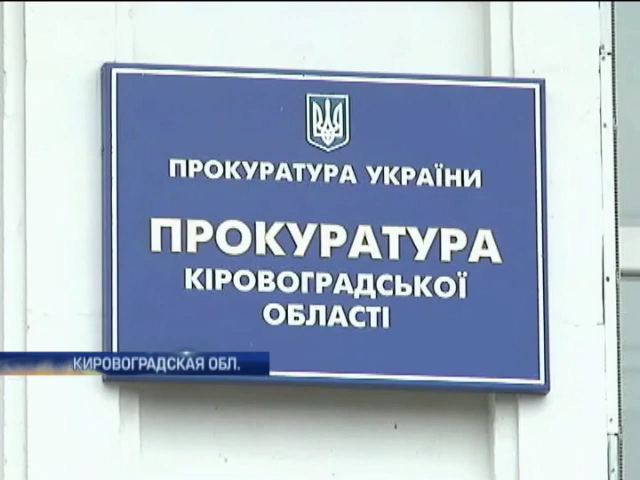 ПРОКУРАТУРА УКРАЇНИ
ПРОКУРАТУРА
КІРОВОГРАДСЬКОЇ
ОБЛАСТІ
КИРОВОГРАДСКАЯ ОБЛ.